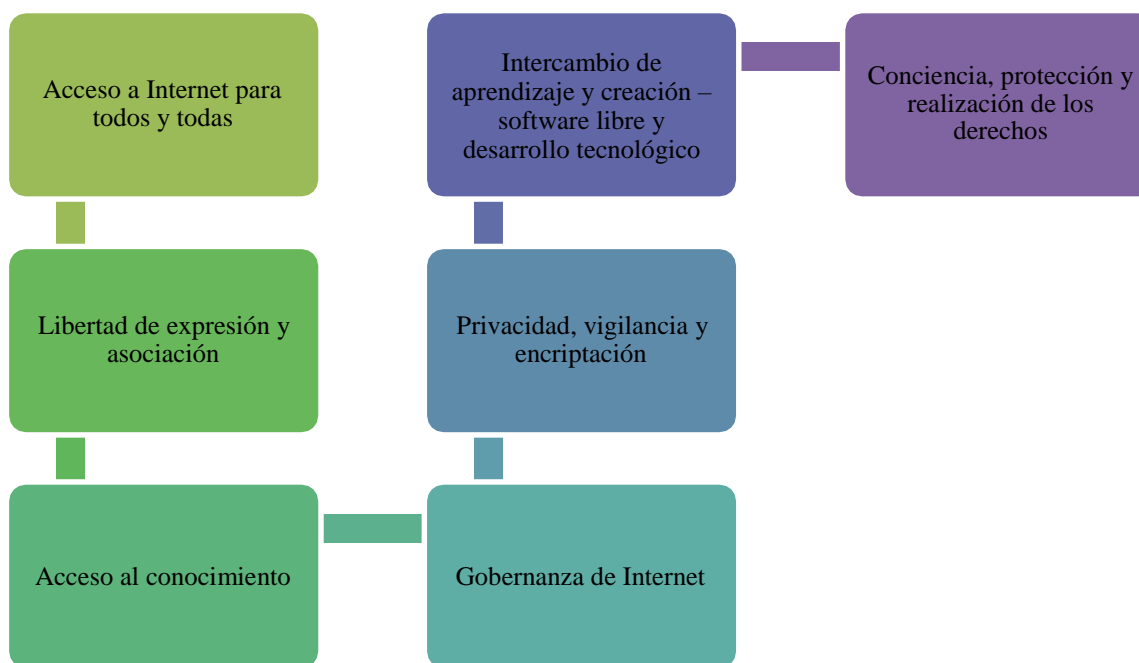 Acceso a Internet para
todos y todas
Libertad de expresión y
asociación
Acceso al conocimiento
Gobernanza de Internet
Privacidad, vigilancia y
encriptación
Intercambio de
aprendizaje y creación –
software libre y
desarrollo tecnológico
Conciencia, protección y
realización de los
derechos